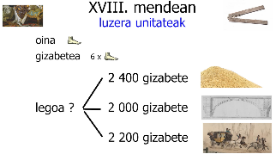 XVIII. mendean
luzera unitateak
oina
gizabetea 6 x
2 400 gizabete
legoa ? 2 000 gizabete
2 200 gizabete